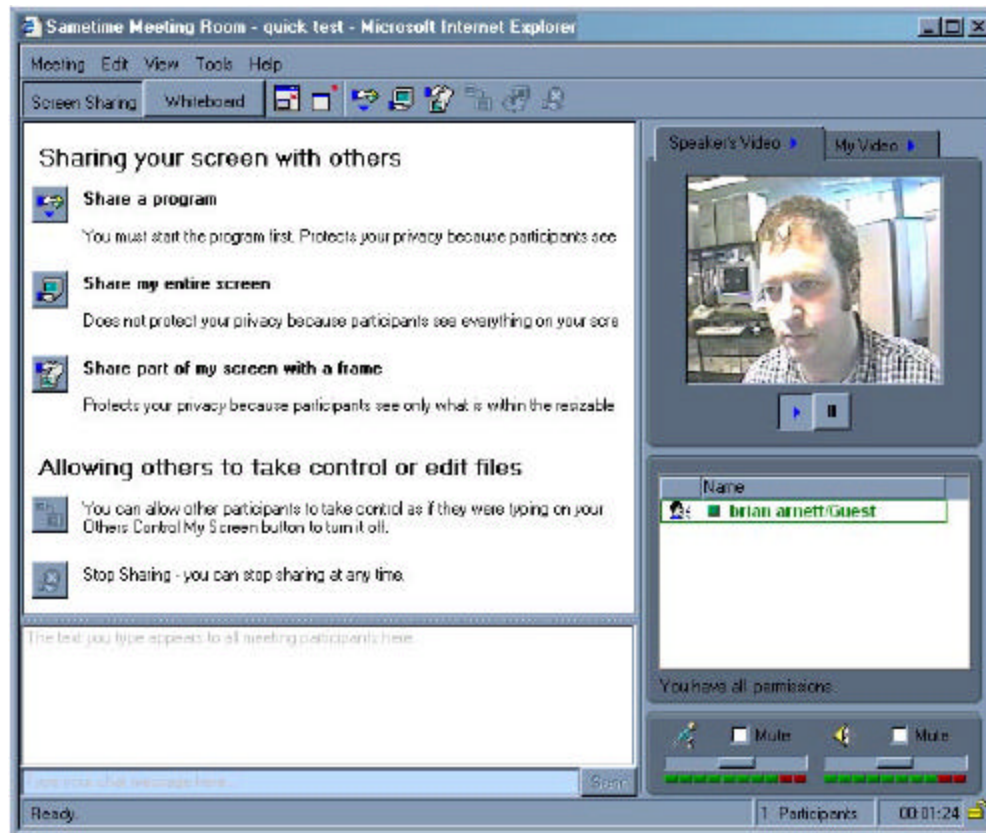 Sametime Meeting Room - quick test - Microsoft Internet Explorer
Meeting Edit View Tools Help
Screen Sharing Whiteboard
Sharing your screen with others
Share a program
You must start the program first. Protects your privacy because participants see
Share my entire screen
Does not protect your privacy because participants see everything on your scre
Share part of my screen with a frame
Protects your privacy because participants see only what is within the resizable
Allowing others to take control or edit files
You can allow other participants to take control as if they were typing on your
Others Control My Screen button to turn it off.
Stop Sharing - you can stop sharing at any time.
The text you type appears to all meeting participants here.
Type your chat message here.
Send
Speaker's Video My Video
Name
brian arnett/Guest
You have all permissions.
Mute Mute
Ready.
1 Participants 00:01:24